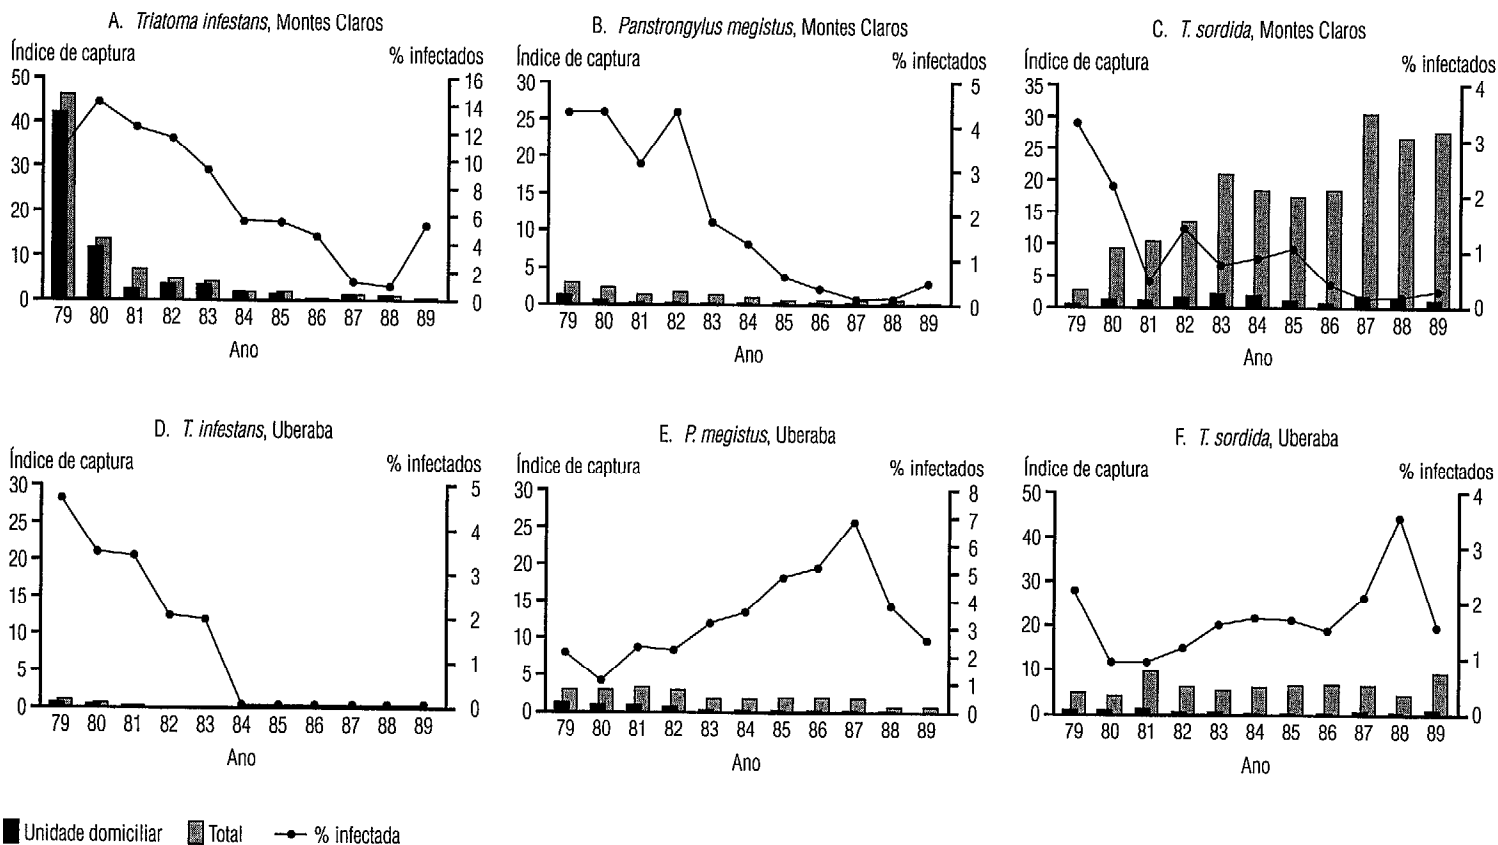 A. Triatoma infestans, Montes Claros
Índice de captura % infectados
50 40 30 20 10 0
16 14 12 10 8 6 4 2 0
79 80 81 82 83 84 85 86 87 88 89
Ano
B. Panstrongylus megistus, Montes Claros
Índice de captura % infectados
30 25 20 15 10 5 0
5 4 3 2 1 0
79 80 81 82 83 84 85 86 87 88 89
Ano
C. T. sordida, Montes Claros
Índice de captura % infectados
35 30 25 20 15 10 5 0
4 3 2 1 0
79 80 81 82 83 84 85 86 87 88 89
Ano
D. T. infestans, Uberaba
Índice de captura % infectados
30 25 20 15 10 5 0
5 4 3 2 1 0
79 80 81 82 83 84 85 86 87 88 89
Ano
E. P. megistus, Uberaba
Índice de captura % infectados
30 25 20 15 10 5 0
8 7 6 5 4 3 2 1 0
79 80 81 82 83 84 85 86 87 88 89
Ano
F. T. sordida, Uberaba
Índice de captura % infectados
50 40 30 20 10 0
4 3 2 1 0
79 80 81 82 83 84 85 86 87 88 89
Ano
Unidade domiciliar Total % infectada